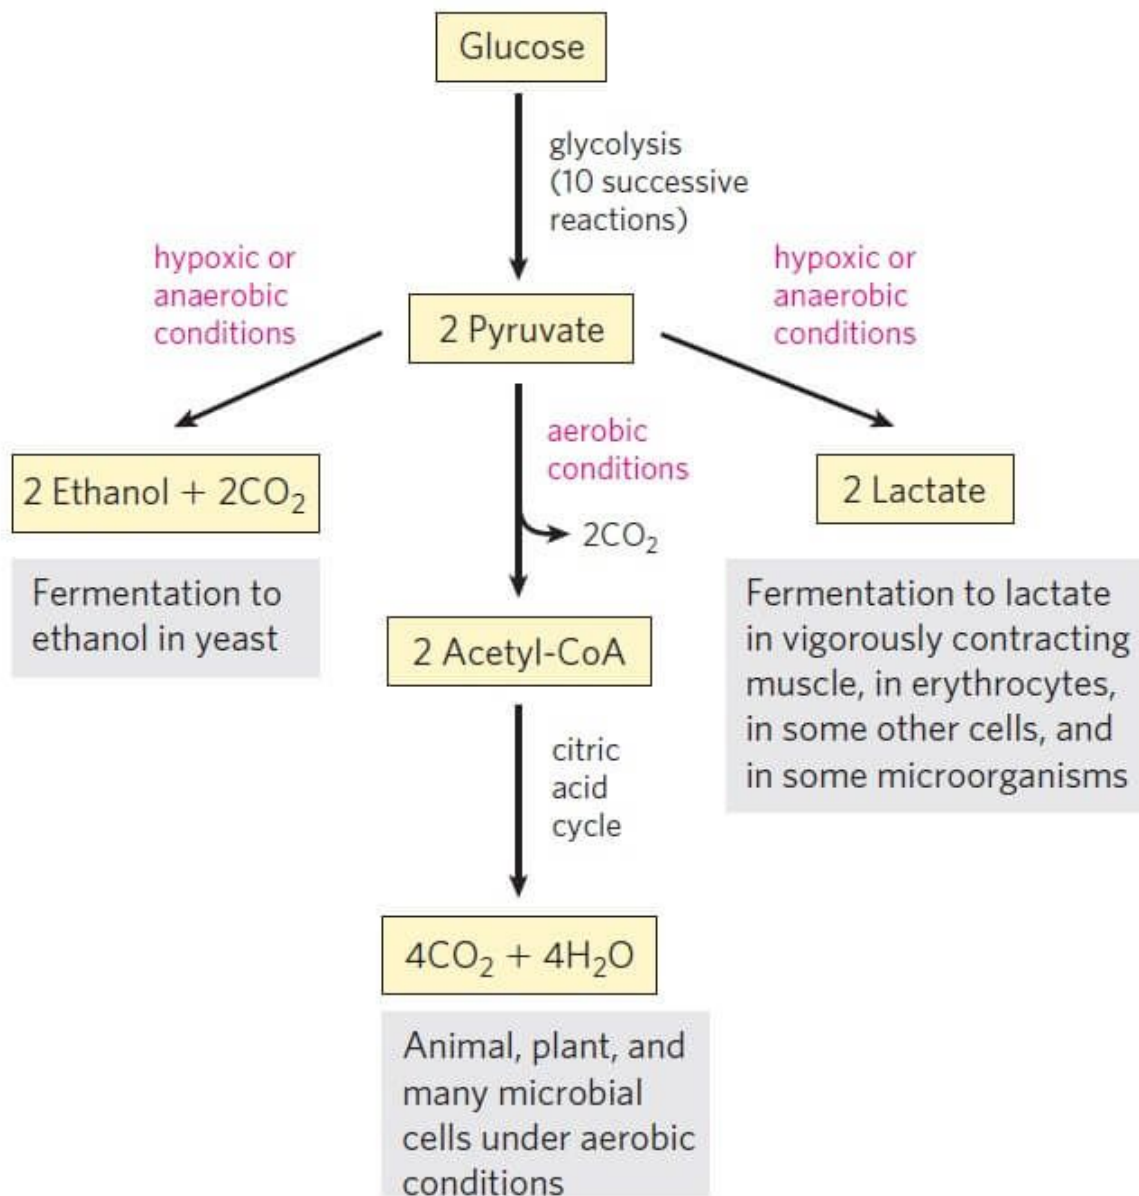 Glucose
glycolysis
(10 successive
reactions)
hypoxic or
anaerobic
conditions
hypoxic or
anaerobic
conditions
2 Pyruvate
aerobic
conditions
2 Ethanol + 2CO₂
2 Lactate
2CO₂
Fermentation to
ethanol in yeast
Fermentation to lactate
in vigorously contracting
muscle, in erythrocytes,
in some other cells, and
in some microorganisms
2 Acetyl-CoA
citric
acid
cycle
4CO₂ + 4H₂O
Animal, plant, and
many microbial
cells under aerobic
conditions